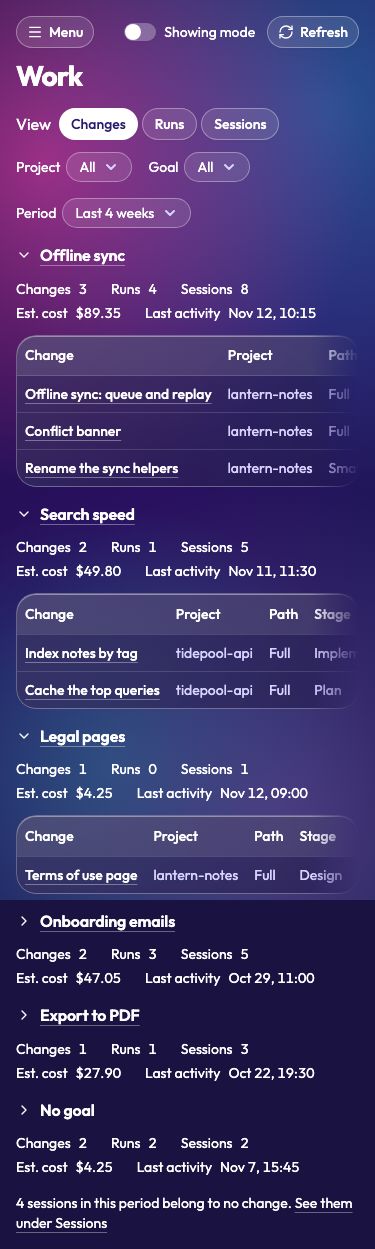 Menu Showing mode Refresh
Work
View Changes Runs Sessions
Project All Goal All
Period Last 4 weeks
Offline sync
Changes 3 Runs 4 Sessions 8
Est. cost $89.35 Last activity Nov 12, 10:15
Change Project Path
Offline sync: queue and replay lantern-notes Full
Conflict banner lantern-notes Full
Rename the sync helpers lantern-notes
Search speed
Changes 2 Runs 1 Sessions 5
Est. cost $49.80 Last activity Nov 11, 11:30
Change Project Path Stage
Index notes by tag tidepool-api Full Implem
Cache the top queries tidepool-api Full Plan
Legal pages
Changes 1 Runs 0 Sessions 1
Est. cost $4.25 Last activity Nov 12, 09:00
Change Project Path Stage
Terms of use page lantern-notes Full Design
Onboarding emails
Changes 2 Runs 3 Sessions 5
Est. cost $47.05 Last activity Oct 29, 11:00
Export to PDF
Changes 1 Runs 1 Sessions 3
Est. cost $27.90 Last activity Oct 22, 19:30
No goal
Changes 2 Runs 2 Sessions 2
Est. cost $4.25 Last activity Nov 7, 15:45
4 sessions in this period belong to no change. See them
under Sessions